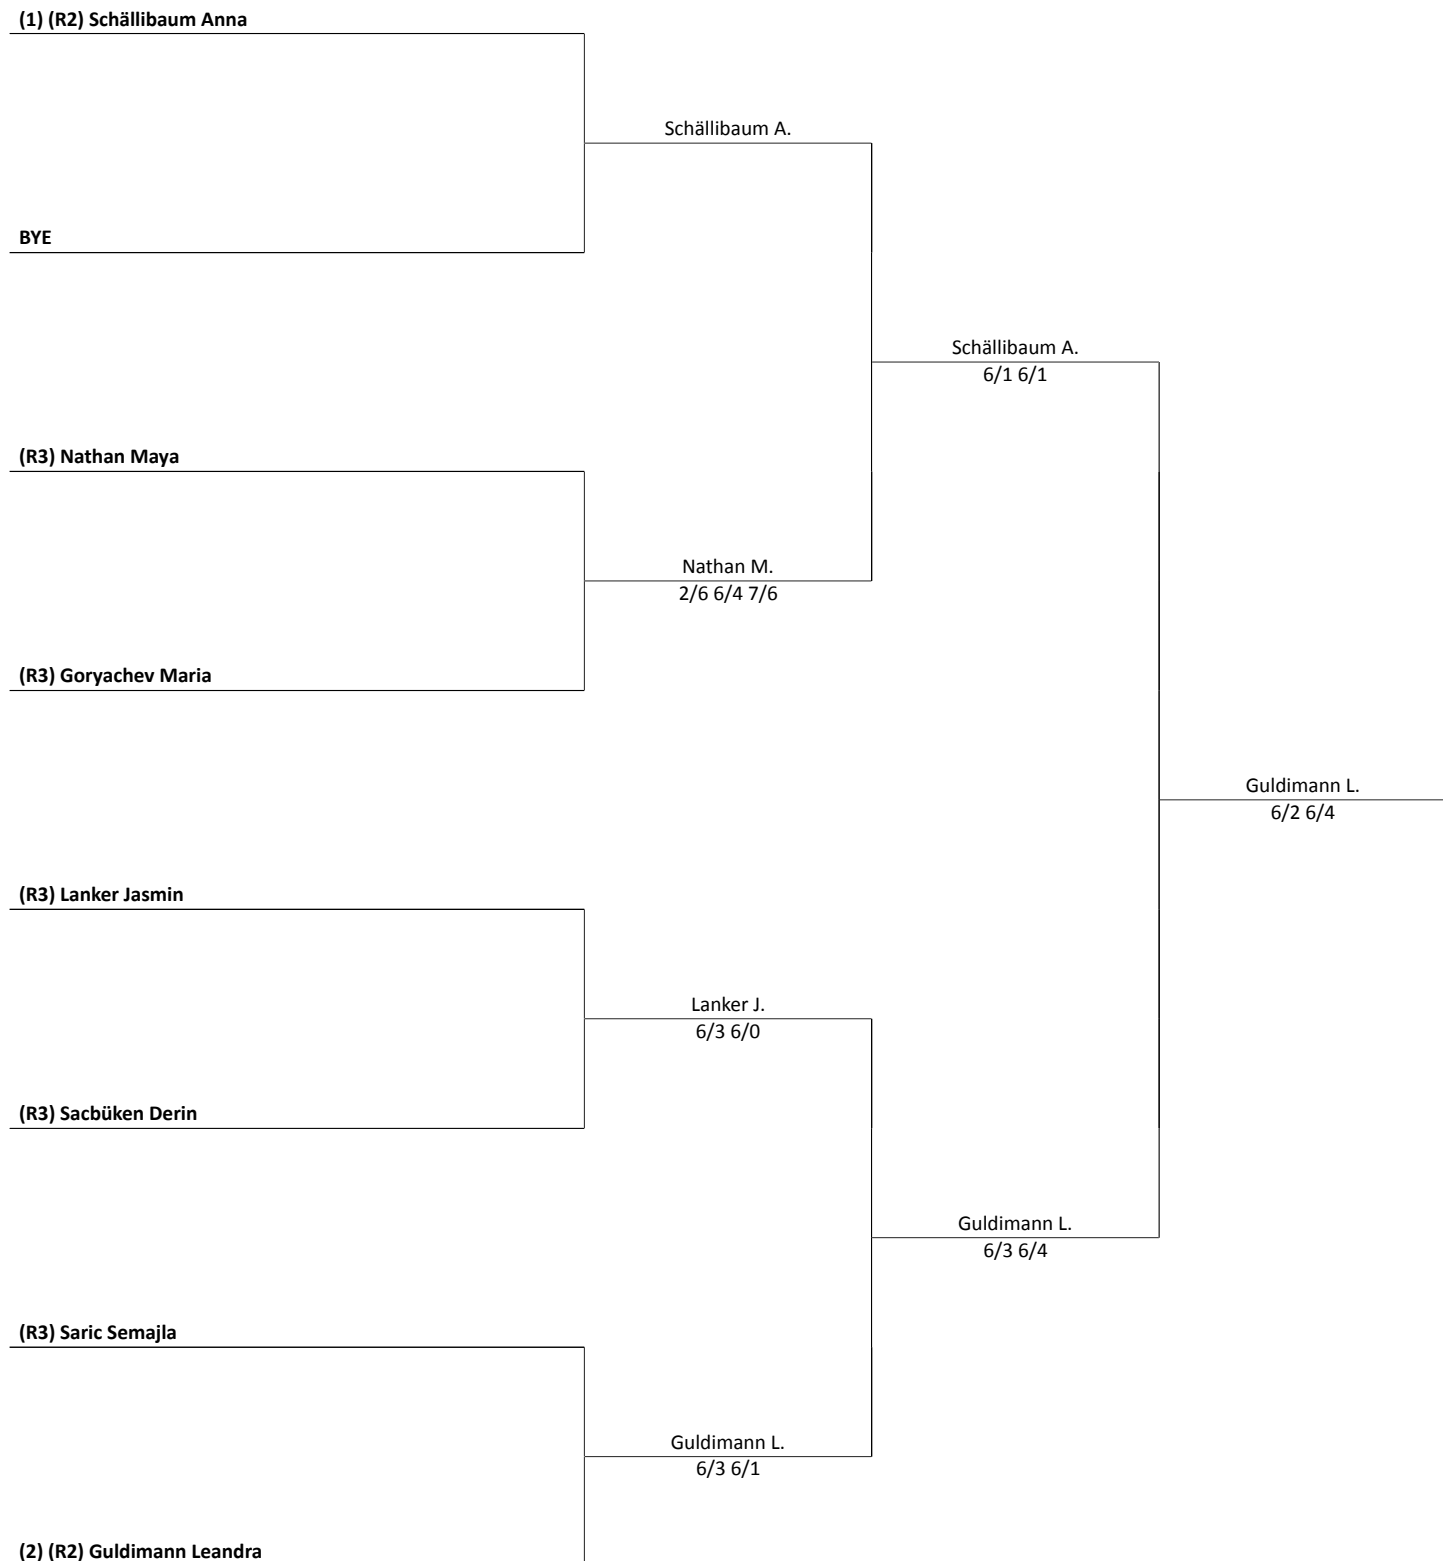 (1) (R2) Schällibaum Anna
Schällibaum A.
BYE
Schällibaum A.
6/1 6/1
(R3) Nathan Maya
Nathan M.
2/6 6/4 7/6
(R3) Goryachev Maria
Guldimann L.
6/2 6/4
(R3) Lanker Jasmin
Lanker J.
6/3 6/0
(R3) Sacbüken Derin
Guldimann L.
6/3 6/4
(R3) Saric Semajla
Guldimann L.
6/3 6/1
(2) (R2) Guldimann Leandra